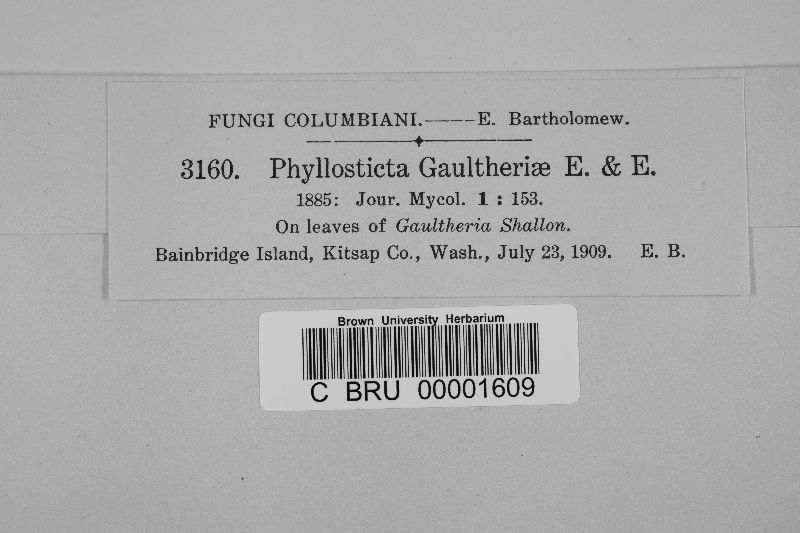 FUNGI COLUMBIANI.——E. Bartholomew.
3160. Phyllosticta Gaultheriæ E. & E.
1885: Jour. Mycol. 1 : 153.
On leaves of Gaultheria Shallon.
Bainbridge Island, Kitsap Co., Wash., July 23, 1909. E. B.
Brown University Herbarium
C BRU 00001609